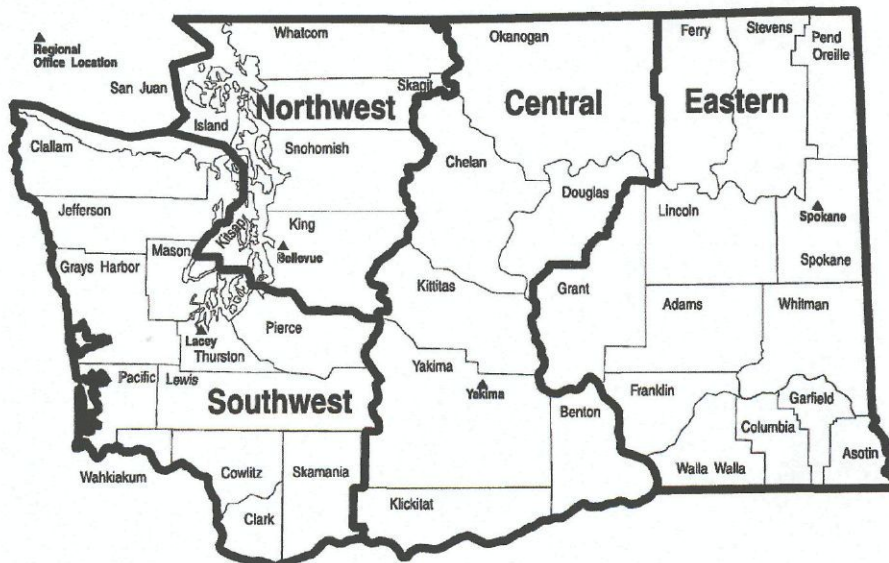 Whatcom
Okanogan
Ferry
Stevens
Pend
Oreille
Regional
Office Location
San Juan
Skagit
Island
Northwest
Central
Eastern
Clallam
Snohomish
Chelan
Douglas
Jefferson
Kitsap
King
Lincoln
Spokane
Mason
Bellevue
Spokane
Grays Harbor
Kittitas
Grant
Adams
Whitman
Pierce
Lacey
Thurston
Yakima
Yakima
Pacific
Lewis
Franklin
Garfield
Southwest
Benton
Columbia
Asotin
Wahkiakum
Cowlitz
Skamania
Walla Walla
Klickitat
Clark